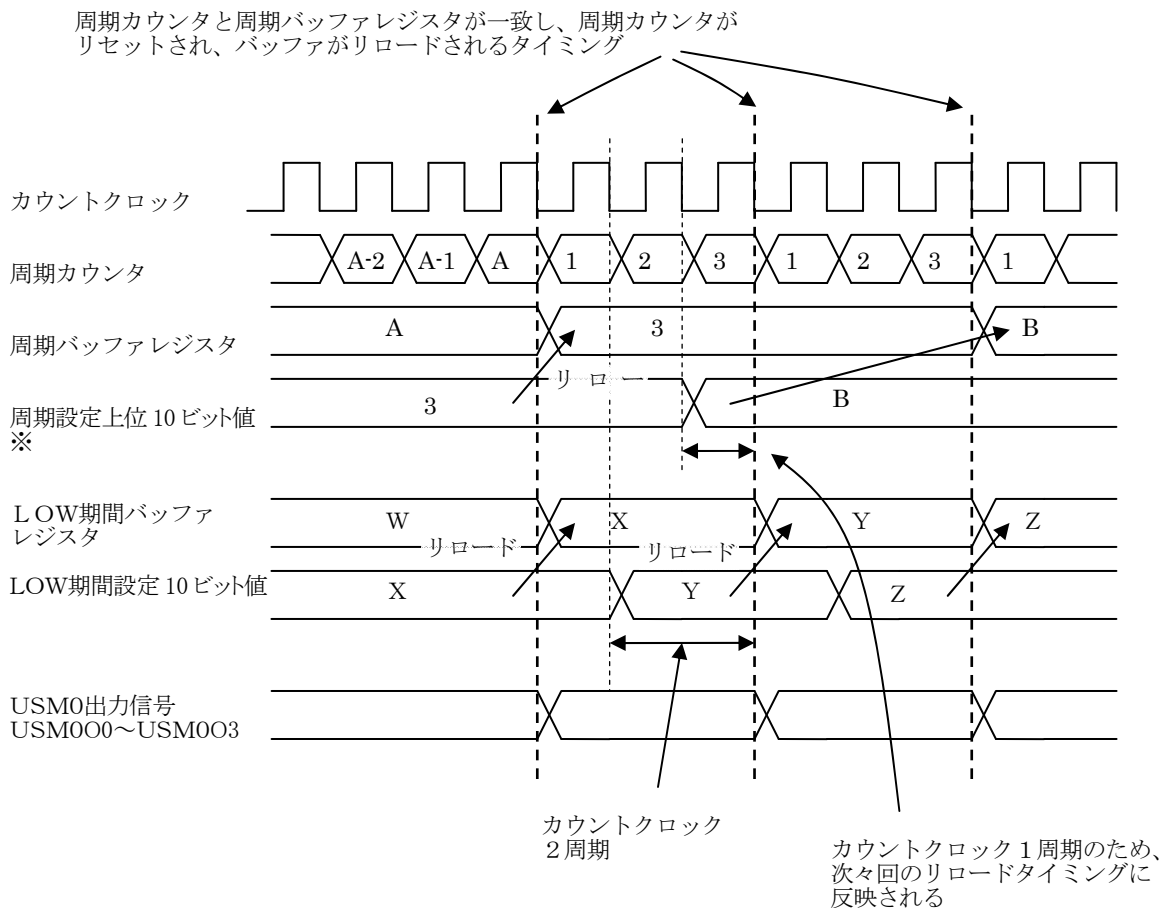 周期カウンタと周期バッファレジスタが一致し、周期カウンタが
リセットされ、バッファがリロードされるタイミング
カウントクロック
周期カウンタ
A-2 A-1 A 1 2 3 1 2 3 1
周期バッファレジスタ
A 3 B
リロー
周期設定上位 10 ビット値
※
3 B
LOW期間バッファ
レジスタ
W X Y Z
リロード リロード
LOW期間設定 10 ビット値
X Y Z
USM0出力信号
USM0O0～USM0O3
カウントクロック
２周期
カウントクロック１周期のため、
次々回のリロードタイミングに
反映される